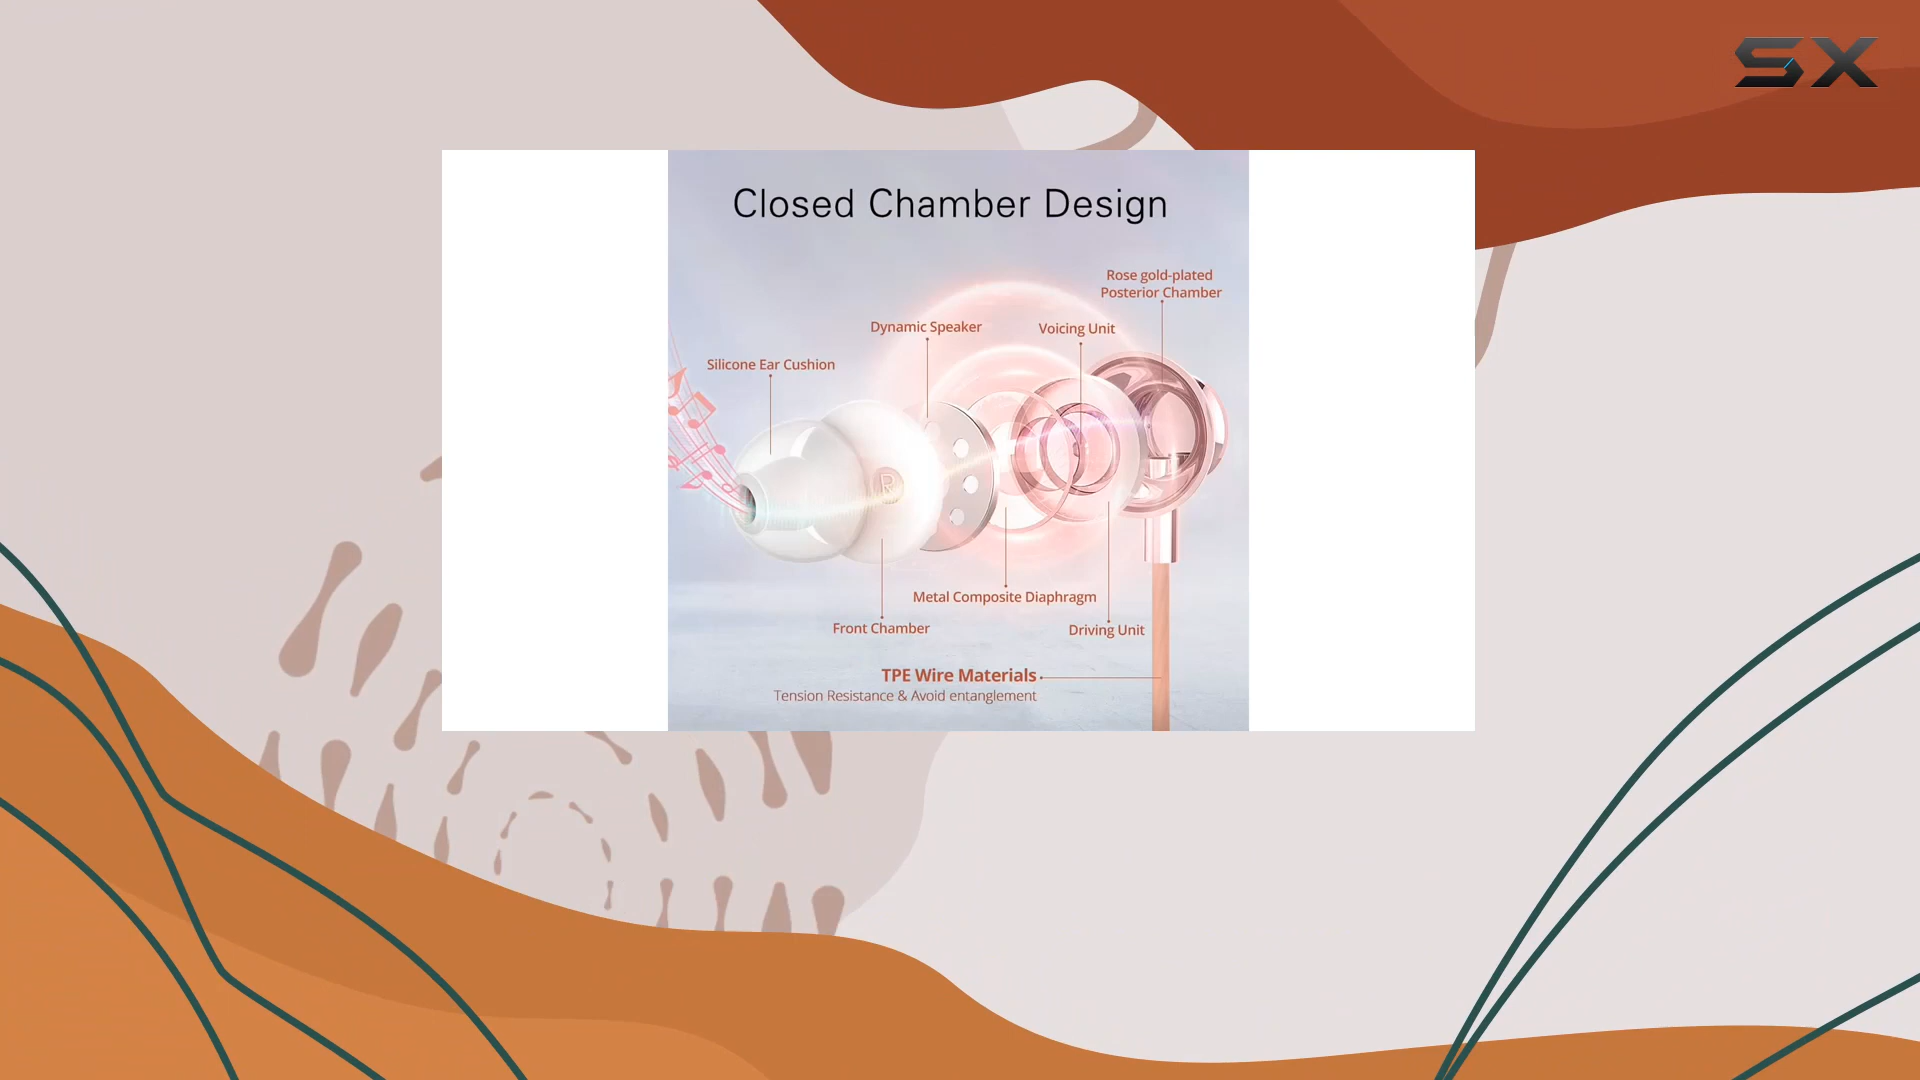 SX
Closed Chamber Design
Rose gold-plated
Posterior Chamber
Dynamic Speaker
Voicing Unit
Silicone Ear Cushion
R
Metal Composite Diaphragm
Front Chamber
Driving Unit
TPE Wire Materials
Tension Resistance & Avoid entanglement